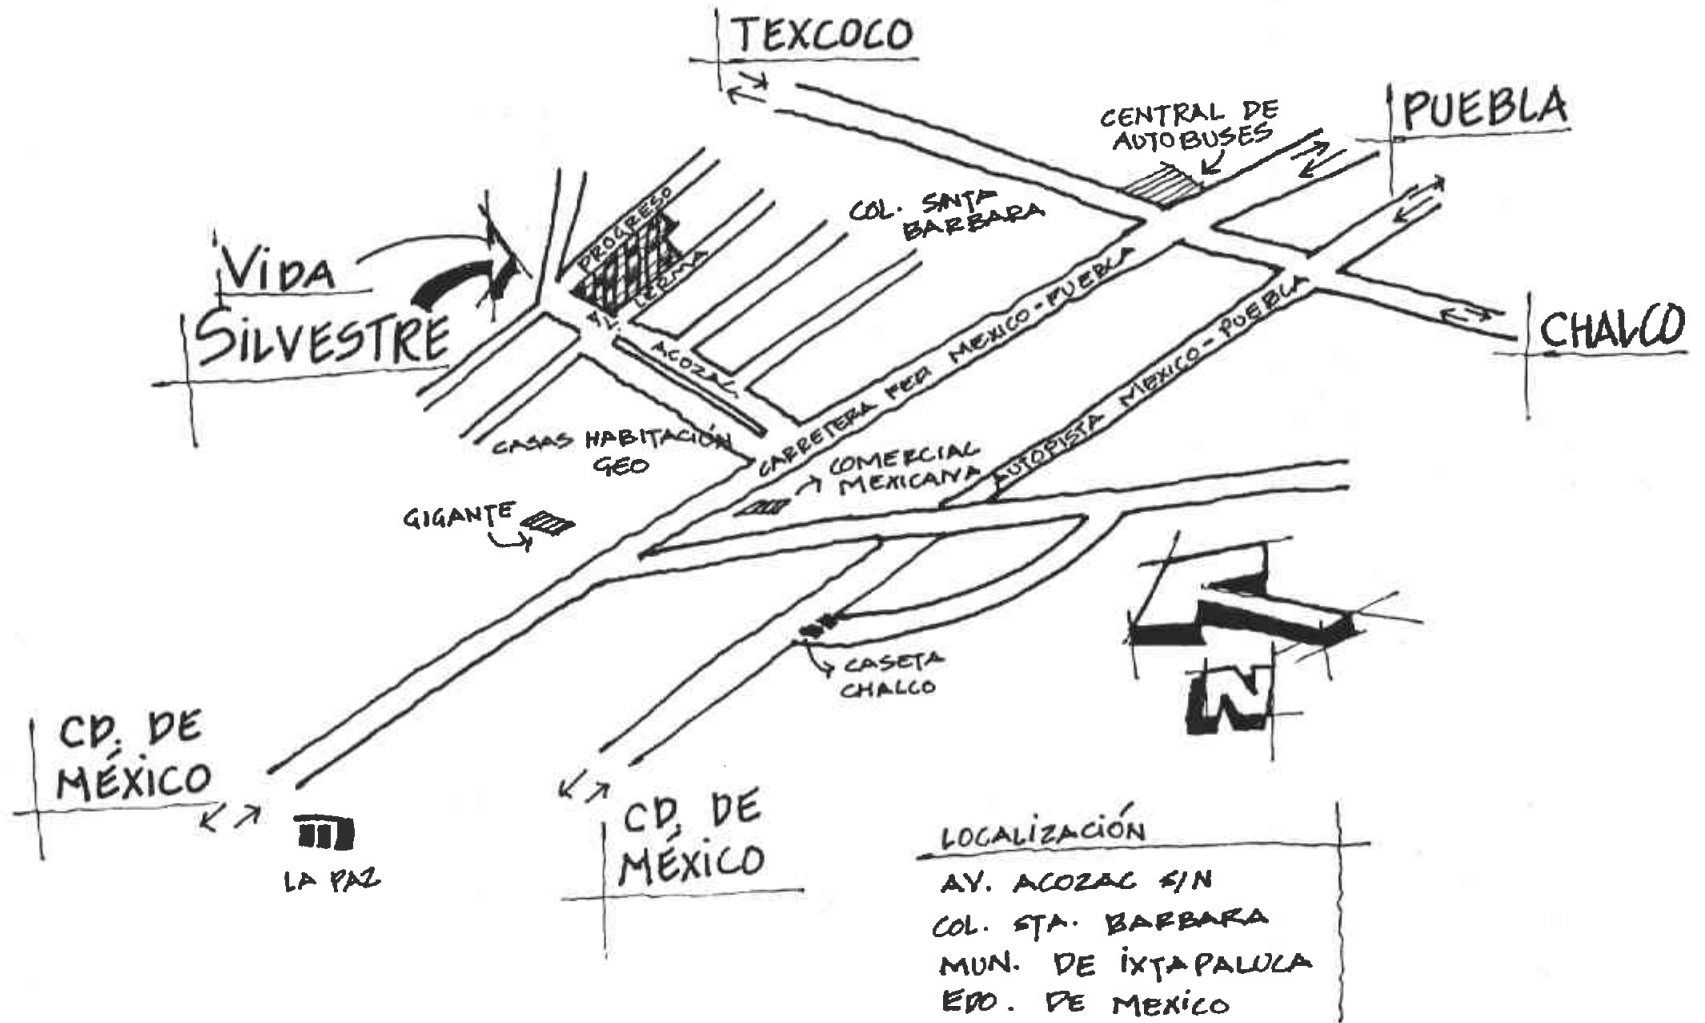 TEXCOCO
CENTRAL DE
AUTOBUSES
PUEBLA
COL. SANTA
BARBARA
PROGRESO
LERMA
VIDA
SILVESTRE
AV.
ACOZAC
CARRETERA FED MEXICO-PUEBLA
AUTOPISTA MEXICO-PUEBLA
CHALCO
CASAS HABITACIÓN
GEO
COMERCIAL
MEXICANA
GIGANTE
CASETA
CHALCO
N
CD. DE
MÉXICO
LA PAZ
CD. DE
MÉXICO
LOCALIZACIÓN
AV. ACOZAC S/N
COL. STA. BARBARA
MUN. DE IXTAPALUCA
EDO. DE MEXICO